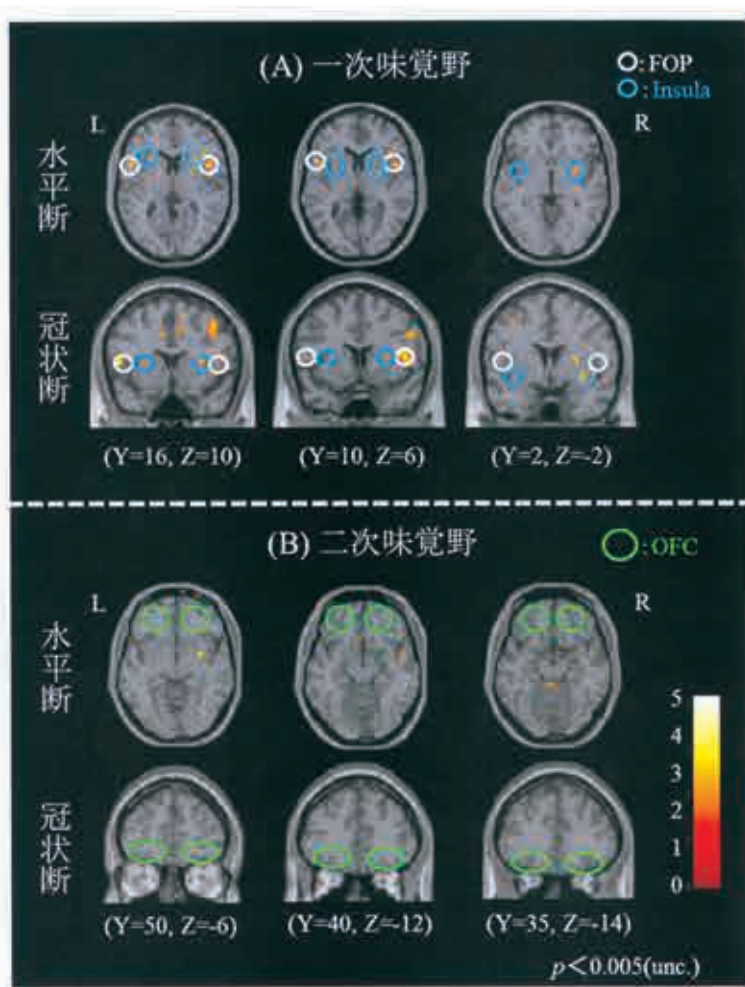 (A) 一次味覚野
○: FOP
○: Insula
L
R
水平断
冠状断
(Y=16, Z=10)
(Y=10, Z=6)
(Y=2, Z=-2)
(B) 二次味覚野
○: OFC
L
R
水平断
冠状断
5
4
3
2
1
0
(Y=50, Z=-6)
(Y=40, Z=-12)
(Y=35, Z=-14)
p<0.005(unc.)